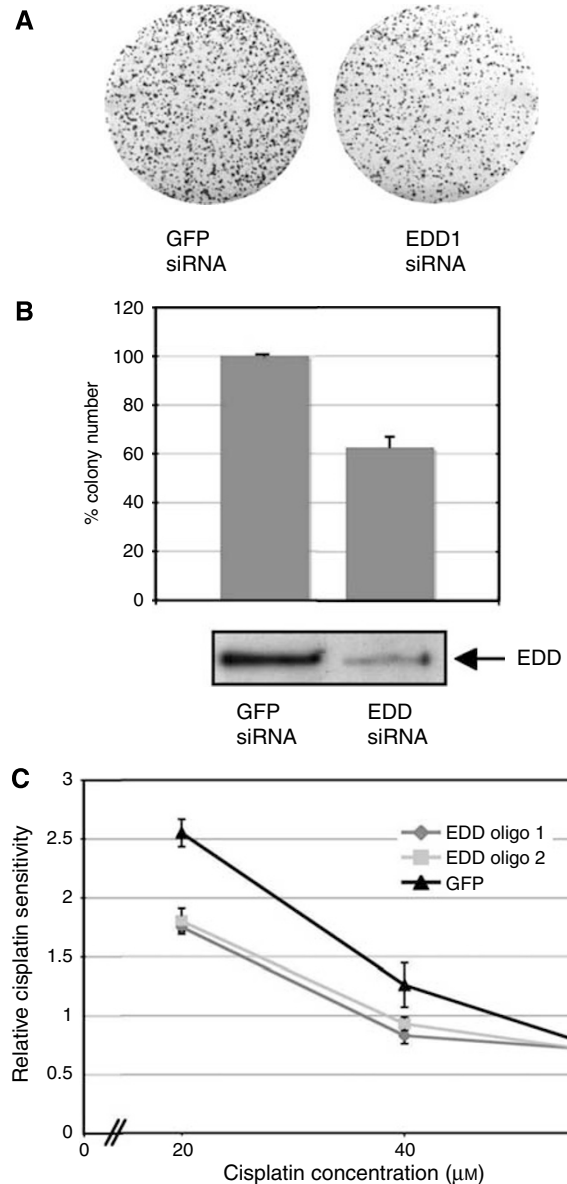 A
GFP
siRNA
EDD1
siRNA
B
120
100
80
60
40
20
0
% colony number
EDD
GFP
siRNA
EDD
siRNA
C
3
2.5
2
1.5
1
0.5
0
Relative cisplatin sensitivity
EDD oligo 1
EDD oligo 2
GFP
0
20
40
Cisplatin concentration (μM)